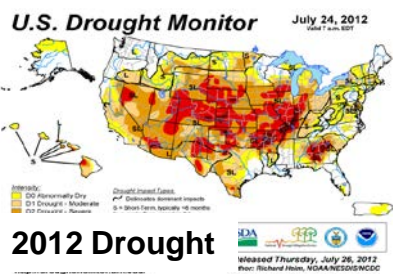 U.S. Drought Monitor
July 24, 2012
Valid 7 a.m. EDT
Intensity:
D0 Abnormally Dry
D1 Drought - Moderate
D2 Drought - Severe
Drought Impact Types:
Delineates dominant impacts
S = Short-Term, typically <6 months
2012 Drought
Released Thursday, July 26, 2012
Richard Heim, NOAA/NESDIS/NCDC